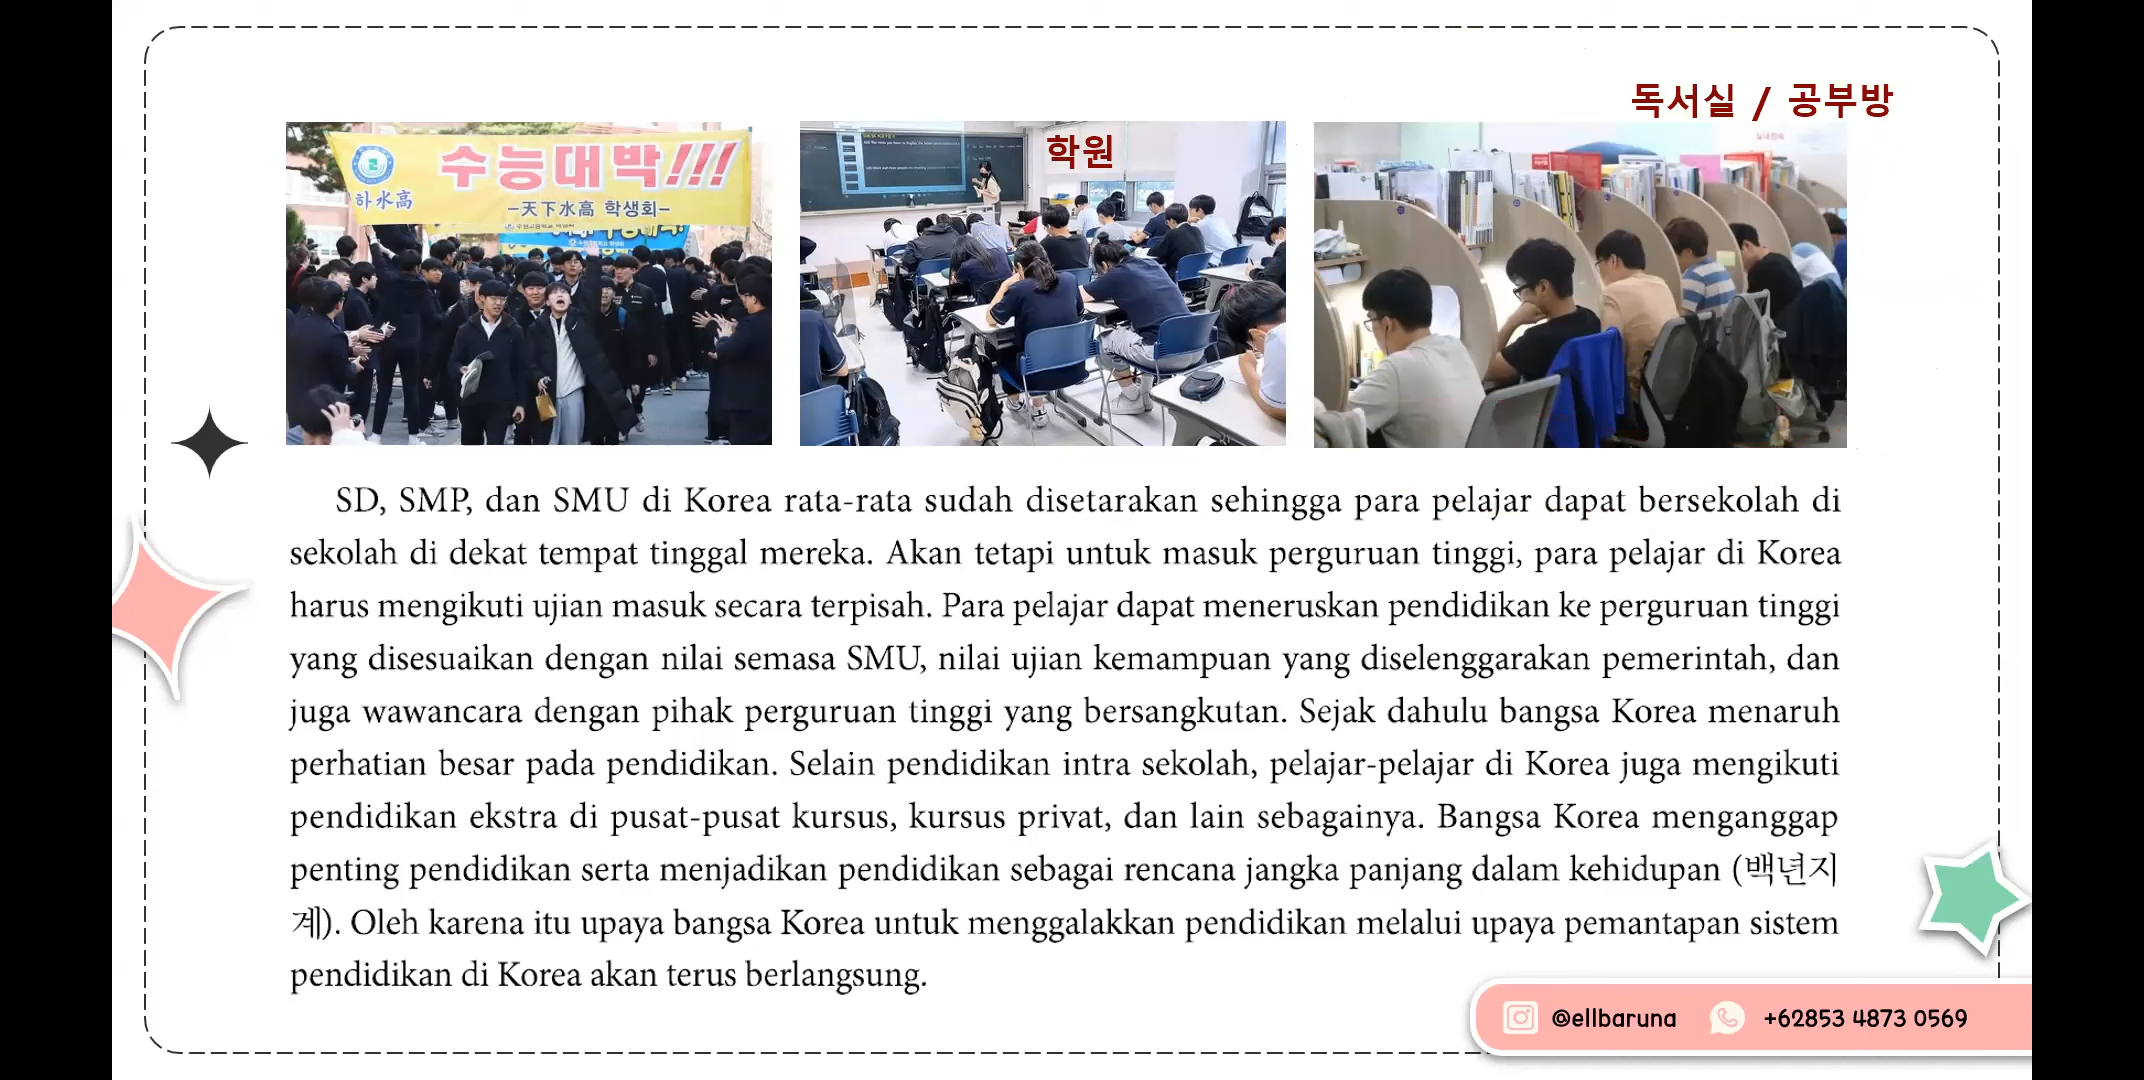 독서실 / 공부방
수능대박!!!
하水高
-天下水高 학생회-
학원
SD, SMP, dan SMU di Korea rata-rata sudah disetarakan sehingga para pelajar dapat bersekolah di
sekolah di dekat tempat tinggal mereka. Akan tetapi untuk masuk perguruan tinggi, para pelajar di Korea
harus mengikuti ujian masuk secara terpisah. Para pelajar dapat meneruskan pendidikan ke perguruan tinggi
yang disesuaikan dengan nilai semasa SMU, nilai ujian kemampuan yang diselenggarakan pemerintah, dan
juga wawancara dengan pihak perguruan tinggi yang bersangkutan. Sejak dahulu bangsa Korea menaruh
perhatian besar pada pendidikan. Selain pendidikan intra sekolah, pelajar-pelajar di Korea juga mengikuti
pendidikan ekstra di pusat-pusat kursus, kursus privat, dan lain sebagainya. Bangsa Korea menganggap
penting pendidikan serta menjadikan pendidikan sebagai rencana jangka panjang dalam kehidupan (백년지
계). Oleh karena itu upaya bangsa Korea untuk menggalakkan pendidikan melalui upaya pemantapan sistem
pendidikan di Korea akan terus berlangsung.
@ellbaruna +62853 4873 0569